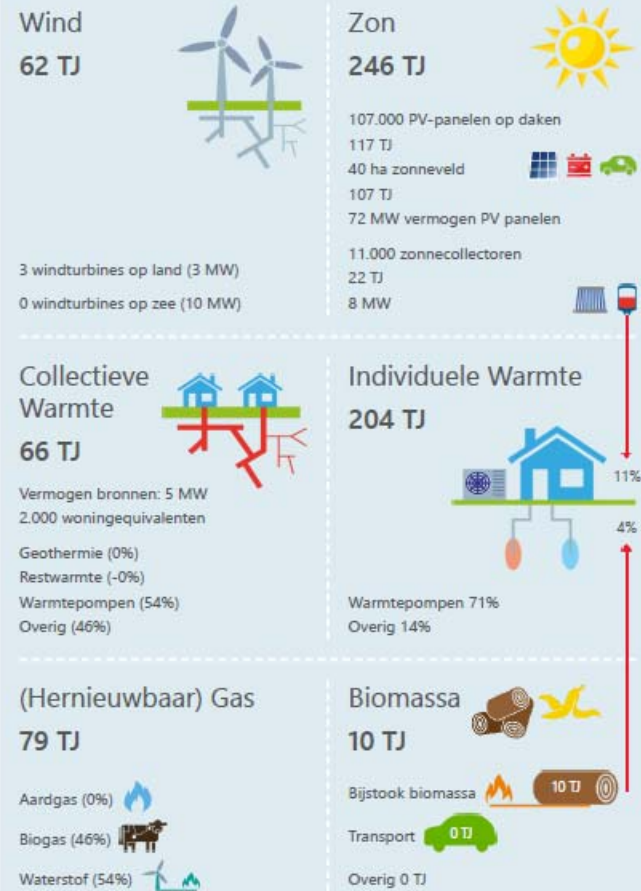 Wind
62 TJ
3 windturbines op land (3 MW)
0 windturbines op zee (10 MW)
Zon
246 TJ
107.000 PV-panelen op daken
117 TJ
40 ha zonneveld
107 TJ
72 MW vermogen PV panelen
11.000 zonnecollectoren
22 TJ
8 MW
Collectieve
Warmte
66 TJ
Vermogen bronnen: 5 MW
2.000 woningequivalenten
Geothermie (0%)
Restwarmte (-0%)
Warmtepompen (54%)
Overig (46%)
Individuele Warmte
204 TJ
11%
4%
Warmtepompen 71%
Overig 14%
(Hernieuwbaar) Gas
79 TJ
Aardgas (0%)
Biogas (46%)
Waterstof (54%)
Biomassa
10 TJ
Bijstook biomassa
10 TJ
Transport
0 TJ
Overig 0 TJ